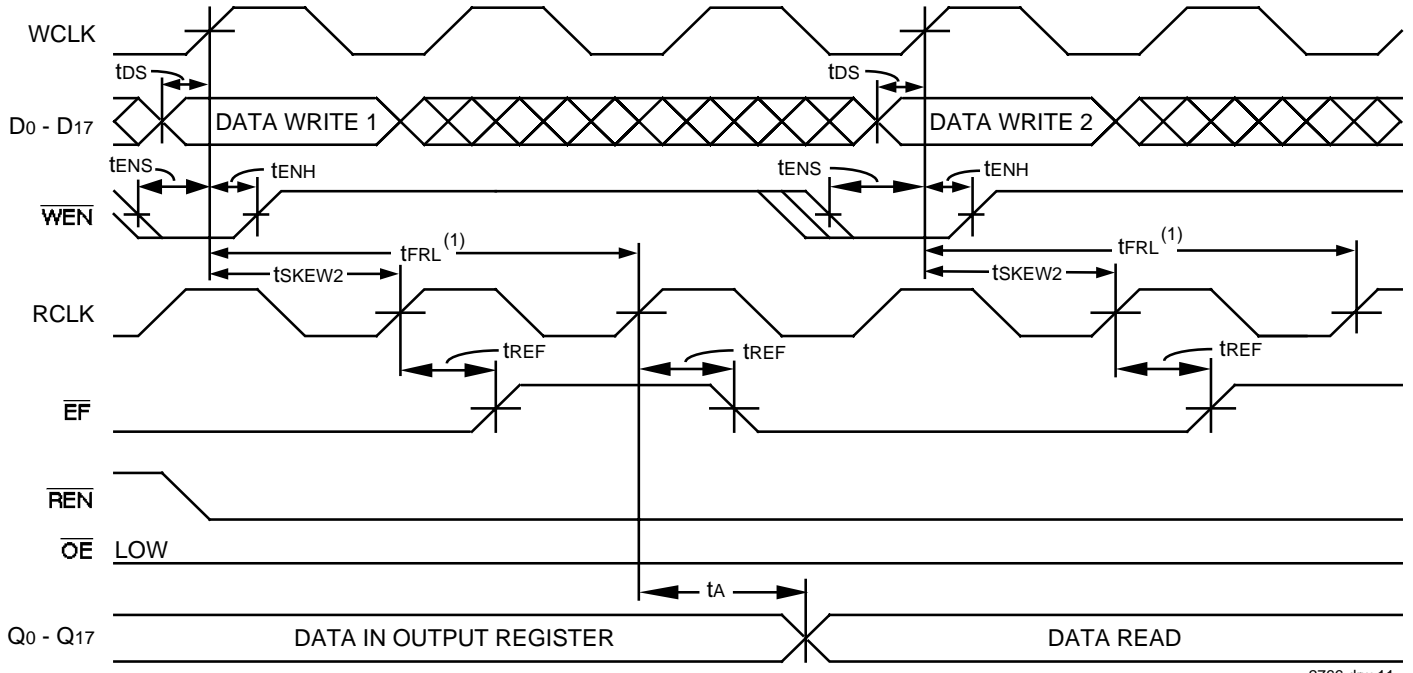 WCLK
tDS
tDS
D0 - D17
DATA WRITE 1
DATA WRITE 2
tENS
tENH
tENS
tENH
WEN
tFRL(1)
tFRL(1)
tSKEW2
tSKEW2
RCLK
tREF
tREF
tREF
EF
REN
OE
LOW
tA
Q0 - Q17
DATA IN OUTPUT REGISTER
DATA READ